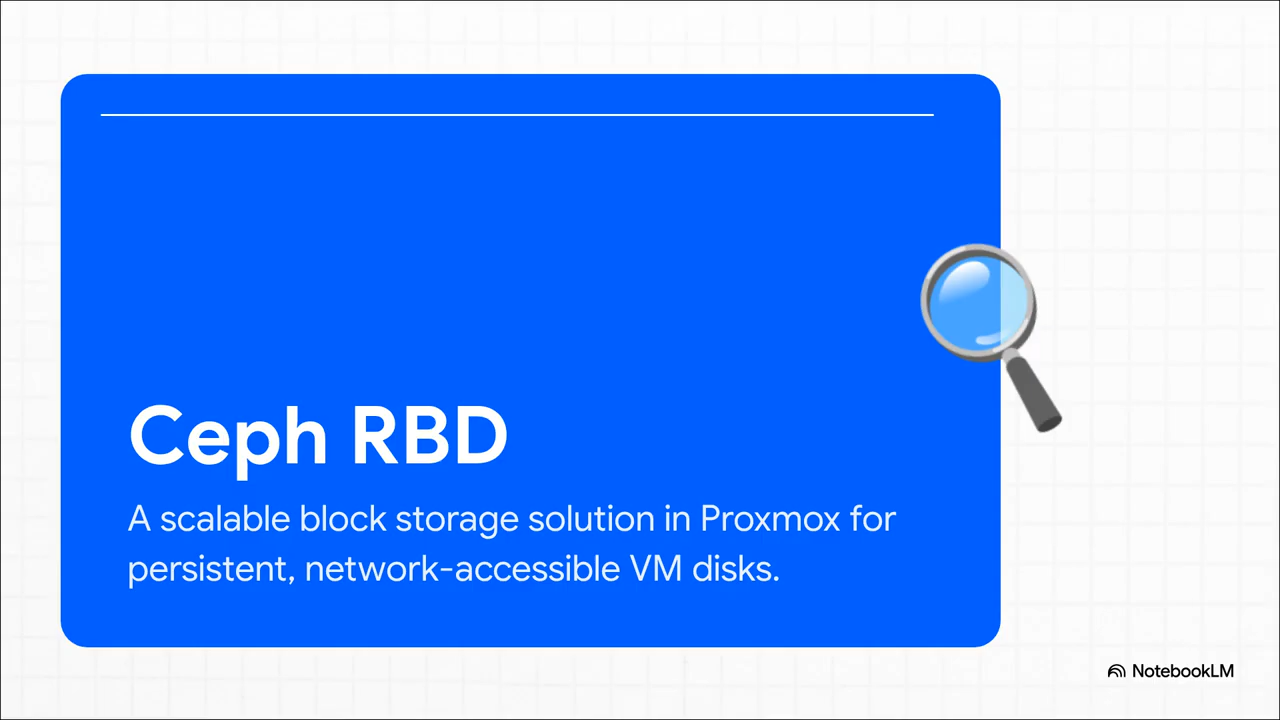 Ceph RBD
A scalable block storage solution in Proxmox for
persistent, network-accessible VM disks.
NotebookLM